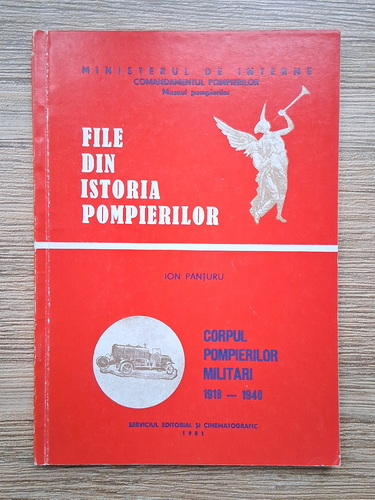 MINISTERUL DE INTERNE
COMANDAMENTUL POMPIERILOR
Muzeul pompierilor
FILE
DIN
ISTORIA
POMPIERILOR
ION PANȚURU
CORPUL
POMPIERILOR
MILITARI
1918 — 1940
SERVICIUL EDITORIAL ȘI CINEMATOGRAFIC
1981